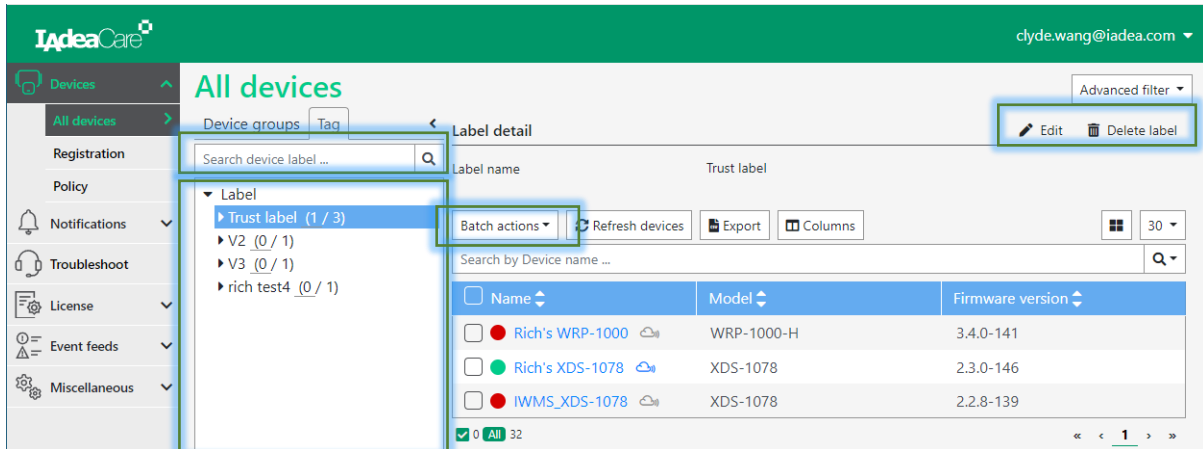 IAdeaCare
clyde.wang@iadea.com
Devices
All devices
Registration
Policy
Notifications
Troubleshoot
License
Event feeds
Miscellaneous
All devices
Advanced filter
Device groups Tag
Search device label ...
Label
Trust label (1 / 3)
V2 (0 / 1)
V3 (0 / 1)
rich test4 (0 / 1)
Label detail
Edit Delete label
Label name Trust label
Batch actions Refresh devices Export Columns 30
Search by Device name ...
Name Model Firmware version
Rich's WRP-1000 WRP-1000-H 3.4.0-141
Rich's XDS-1078 XDS-1078 2.3.0-146
IWMS_XDS-1078 XDS-1078 2.2.8-139
0 All 32 « ‹ 1 › »